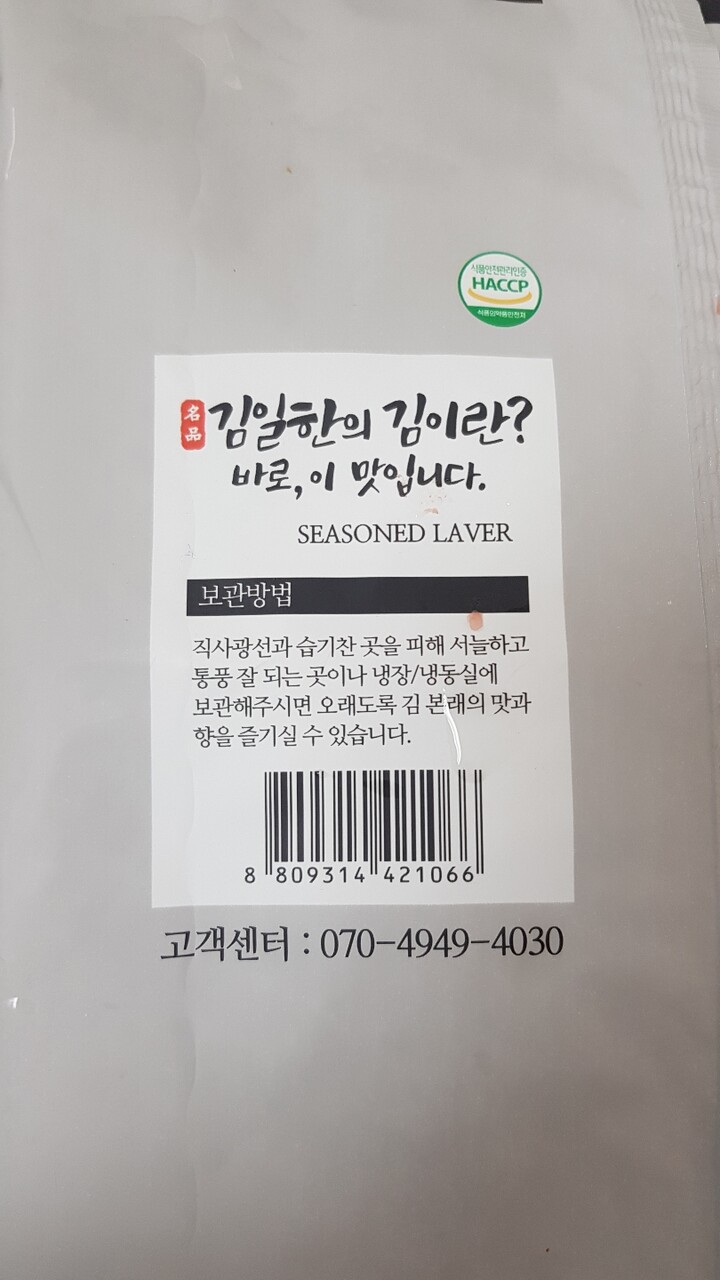 식품안전관리인증
HACCP
식품의약품안전처
名品
김일한의 김이란?
바로, 이 맛입니다.
SEASONED LAVER
보관방법
직사광선과 습기찬 곳을 피해 서늘하고
통풍 잘 되는 곳이나 냉장/냉동실에
보관해주시면 오래도록 김 본래의 맛과
향을 즐기실 수 있습니다.
8 809314 421066
고객센터 : 070-4949-4030